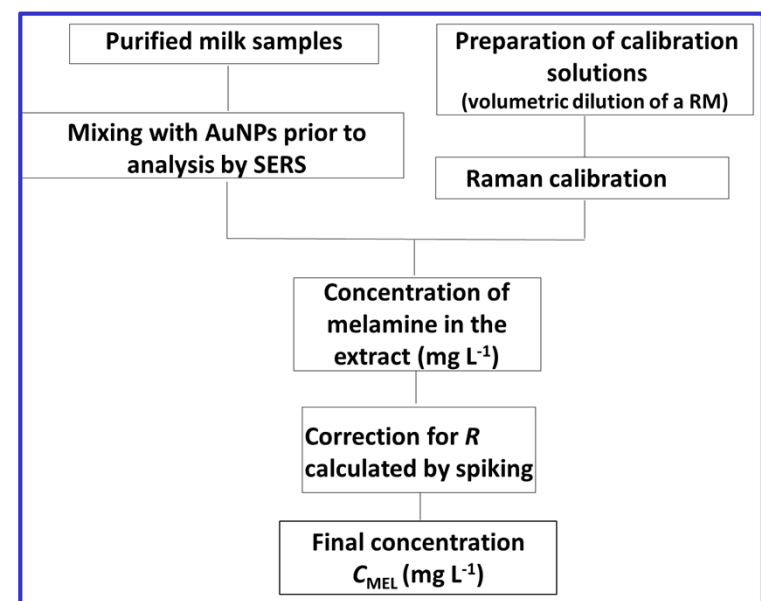 Purified milk samples
Mixing with AuNPs prior to
analysis by SERS
Preparation of calibration
solutions
(volumetric dilution of a RM)
Raman calibration
Concentration of
melamine in the
extract (mg L⁻¹)
Correction for R
calculated by spiking
Final concentration
C_MEL (mg L⁻¹)